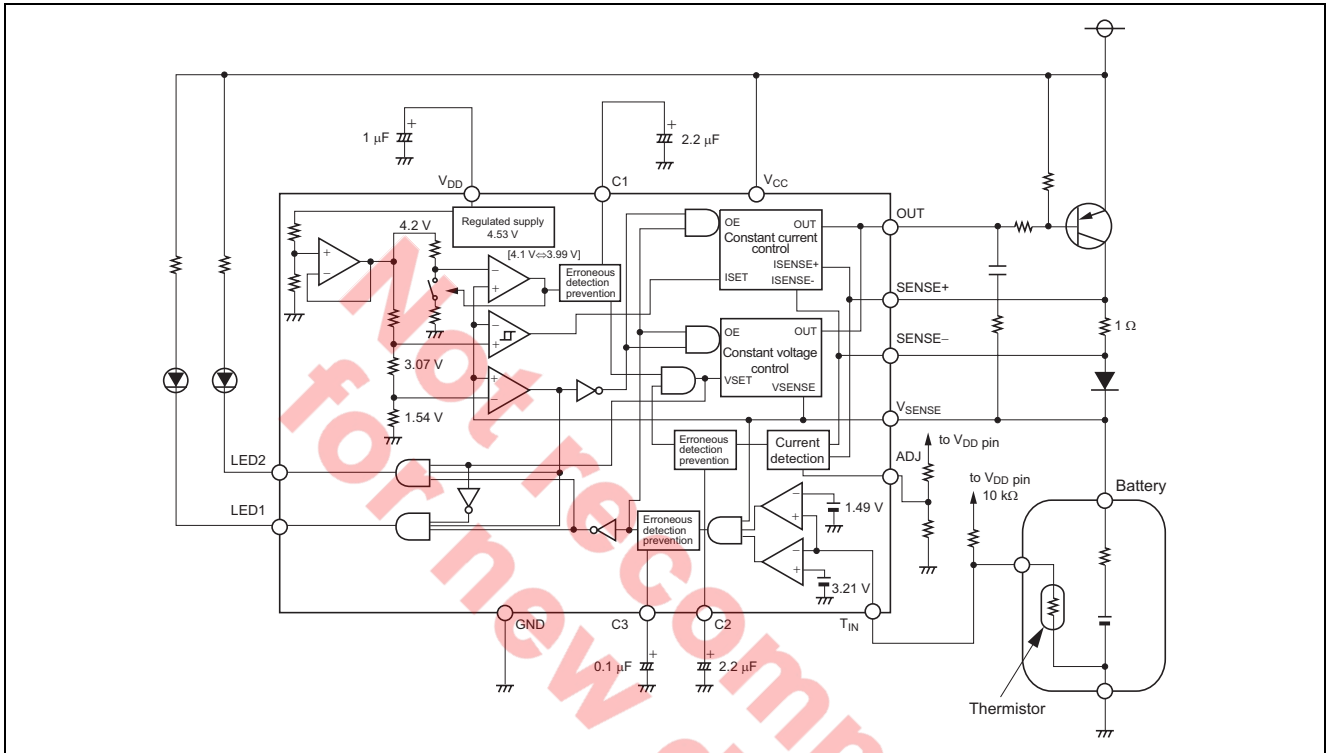 1 μF
2.2 μF
VDD
C1
VCC
Regulated supply
4.53 V
4.2 V
[4.1 V⇔3.99 V]
Erroneous
detection
prevention
OE
OUT
Constant current
control
ISENSE+
ISENSE-
ISET
OUT
SENSE+
1 Ω
SENSE−
OE
OUT
Constant voltage
control
VSET
VSENSE
VSENSE
3.07 V
1.54 V
Erroneous
detection
prevention
Current
detection
ADJ
to VDD pin
to VDD pin
10 kΩ
Battery
LED2
LED1
Erroneous
detection
prevention
1.49 V
3.21 V
GND
C3
C2
TIN
0.1 μF
2.2 μF
Thermistor
Not recomm
for new d